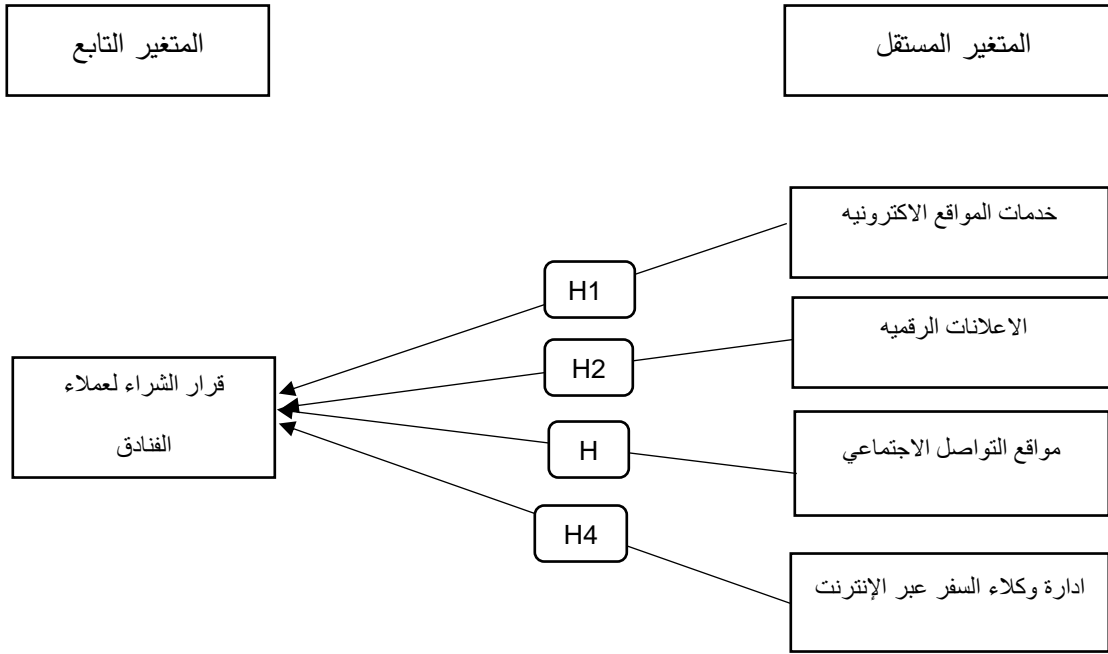 المتغير المستقل
المتغير التابع
خدمات المواقع الاكترونيه
H1
الاعلانات الرقميه
H2
قرار الشراء لعملاء
الفنادق
مواقع التواصل الاجتماعي
H
H4
ادارة وكلاء السفر عبر الإنترنت